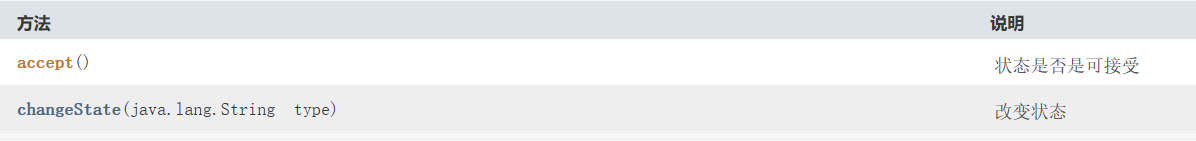 方法 说明
accept() 状态是否是可接受
changeState(java.lang.String  type) 改变状态